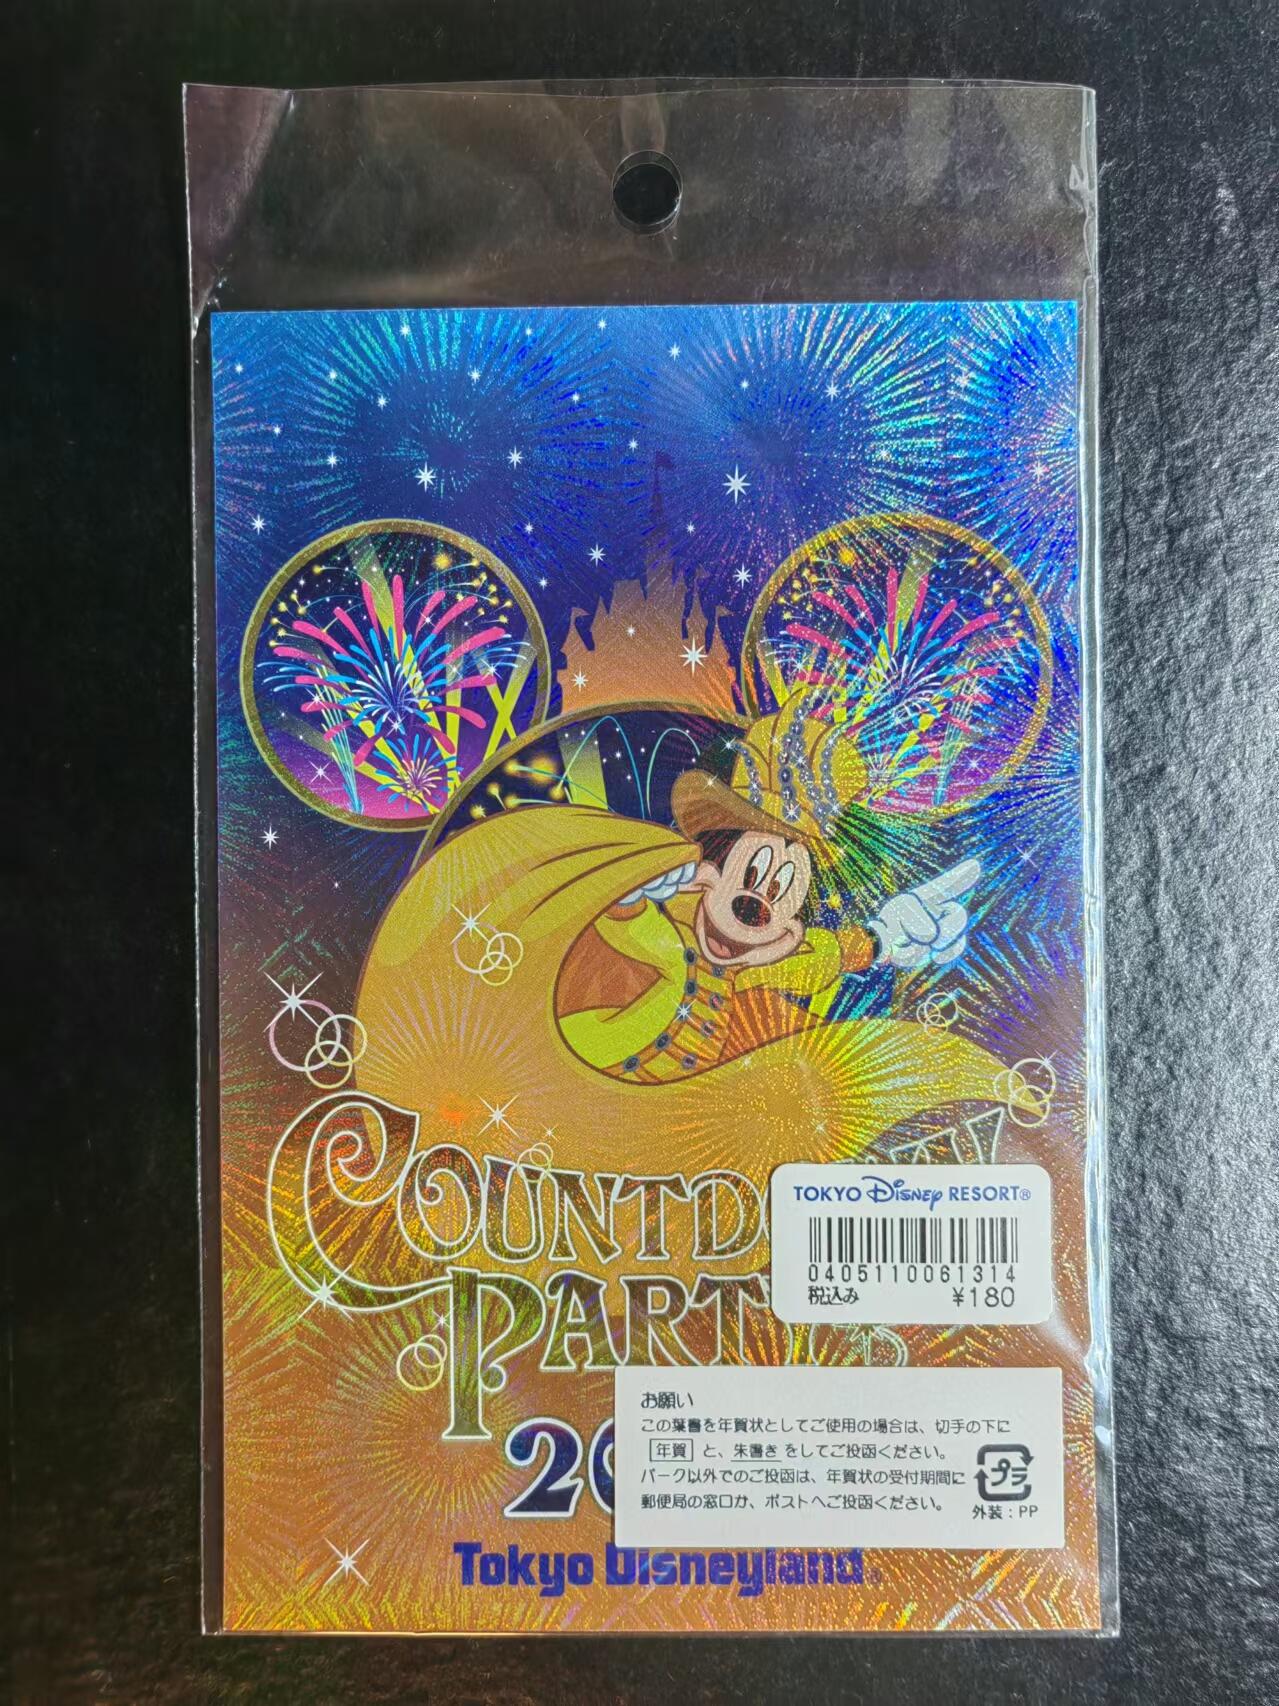 COUNTDO
PARTY
TOKYO Disney RESORT®
0405110061314
税込み ¥180
お願い
この葉書を年賀状としてご使用の場合は、切手の下に
年賀 と、朱書き をしてご投函ください。
パーク以外でのご投函は、年賀状の受付期間に
郵便局の窓口か、ポストへご投函ください。
プラ
外装：PP
20
Tokyo Disneyland®